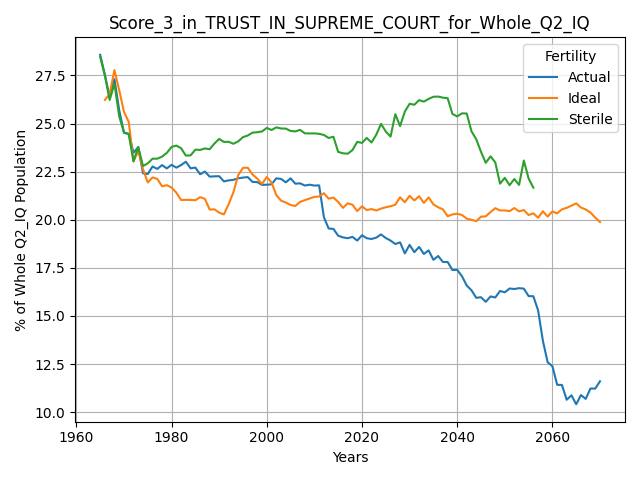 Score_3_in_TRUST_IN_SUPREME_COURT_for_Whole_Q2_IQ
% of Whole Q2_IQ Population
27.5
25.0
22.5
20.0
17.5
15.0
12.5
10.0
Fertility
Actual
Ideal
Sterile
1960
1980
2000
2020
2040
2060
Years